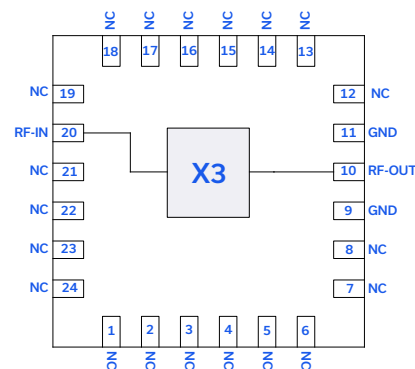 NC NC NC NC NC NC
18 17 16 15 14 13
NC 19 12 NC
RF-IN 20 11 GND
NC 21 X3 10 RF-OUT
NC 22 9 GND
NC 23 8 NC
NC 24 7 NC
1 2 3 4 5 6
NC NC NC NC NC NC